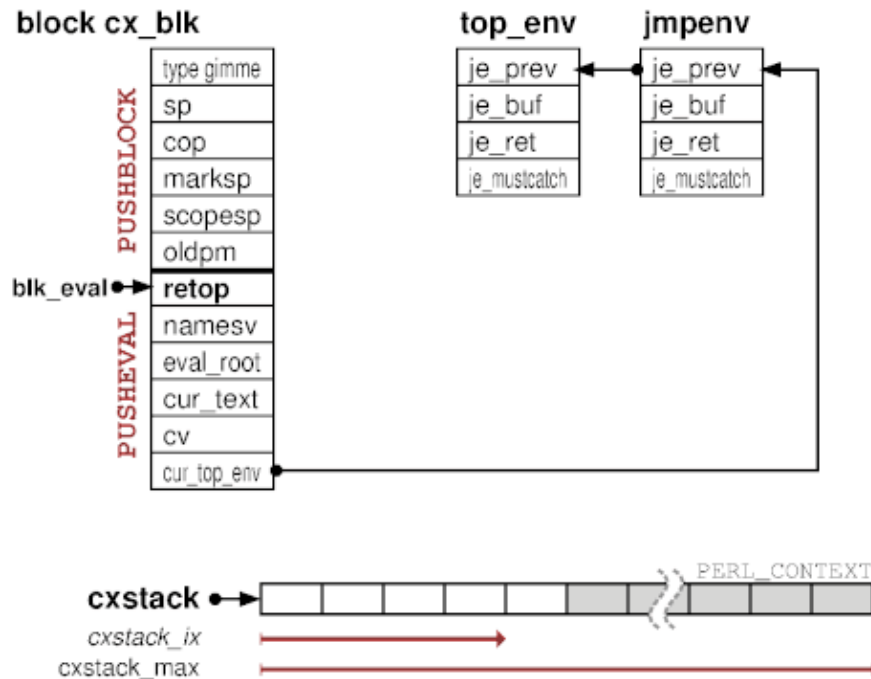 block cx_blk
type gimme
sp
cop
marksp
scopesp
oldpm
PUSHBLOCK
blk_eval
retop
namesv
eval_root
cur_text
cv
cur_top_env
PUSHEVAL
top_env
je_prev
je_buf
je_ret
je_mustcatch
jmpenv
je_prev
je_buf
je_ret
je_mustcatch
PERL_CONTEXT
cxstack
cxstack_ix
cxstack_max